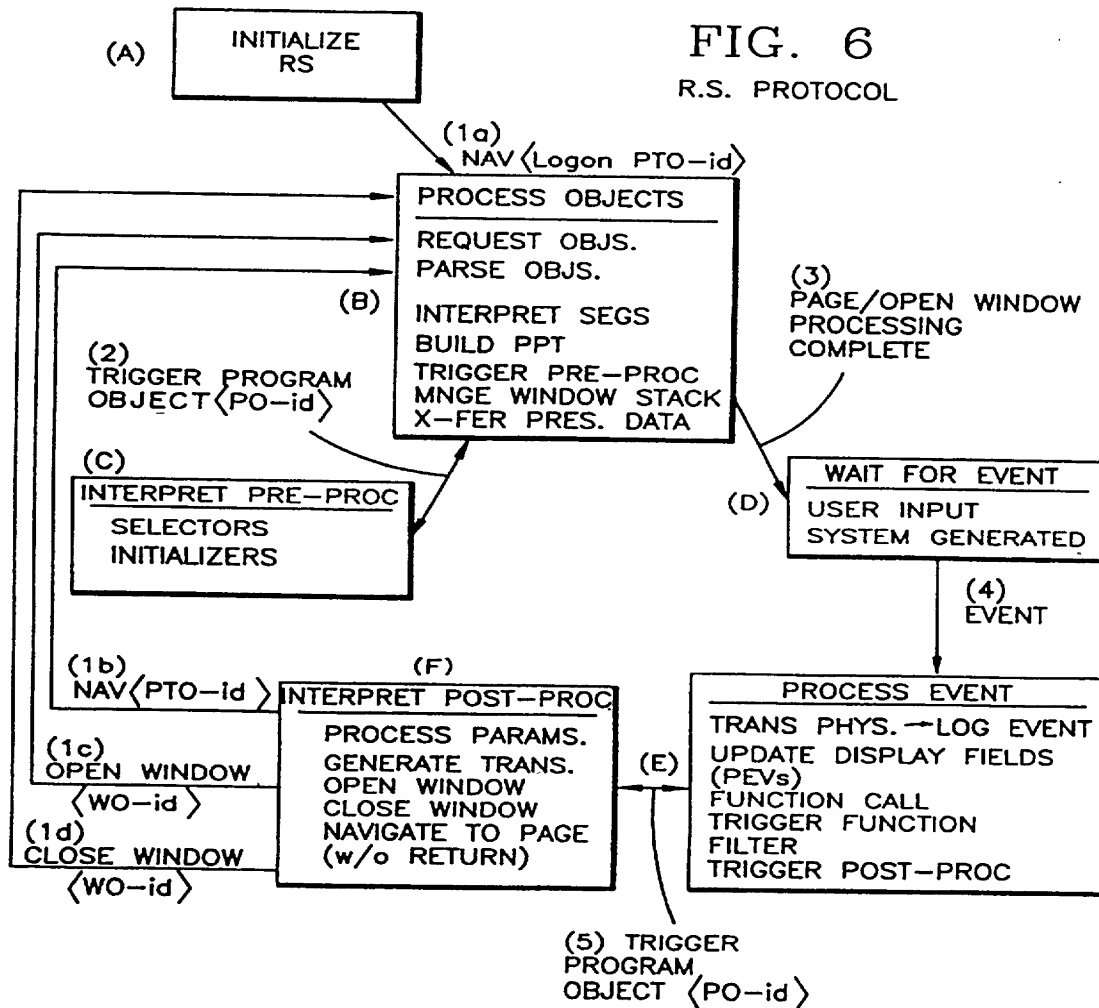 FIG. 6
R.S. PROTOCOL
(A)
INITIALIZE
RS
(1a)
NAV⟨Logon PTO-id⟩
PROCESS OBJECTS
REQUEST OBJS.
PARSE OBJS.
(B)
INTERPRET SEGS
BUILD PPT
TRIGGER PRE-PROC
MNGE WINDOW STACK
X-FER PRES. DATA
(2)
TRIGGER PROGRAM
OBJECT⟨PO-id⟩
(3)
PAGE/OPEN WINDOW
PROCESSING
COMPLETE
(C)
INTERPRET PRE-PROC
SELECTORS
INITIALIZERS
(D)
WAIT FOR EVENT
USER INPUT
SYSTEM GENERATED
(4)
EVENT
(1b)
NAV⟨PTO-id⟩
(1c)
OPEN WINDOW
⟨WO-id⟩
(1d)
CLOSE WINDOW
⟨WO-id⟩
(F)
INTERPRET POST-PROC
PROCESS PARAMS.
GENERATE TRANS.
OPEN WINDOW
CLOSE WINDOW
NAVIGATE TO PAGE
(w/o RETURN)
(E)
PROCESS EVENT
TRANS PHYS. → LOG EVENT
UPDATE DISPLAY FIELDS
(PEVs)
FUNCTION CALL
TRIGGER FUNCTION
FILTER
TRIGGER POST-PROC
(5) TRIGGER
PROGRAM
OBJECT ⟨PO-id⟩